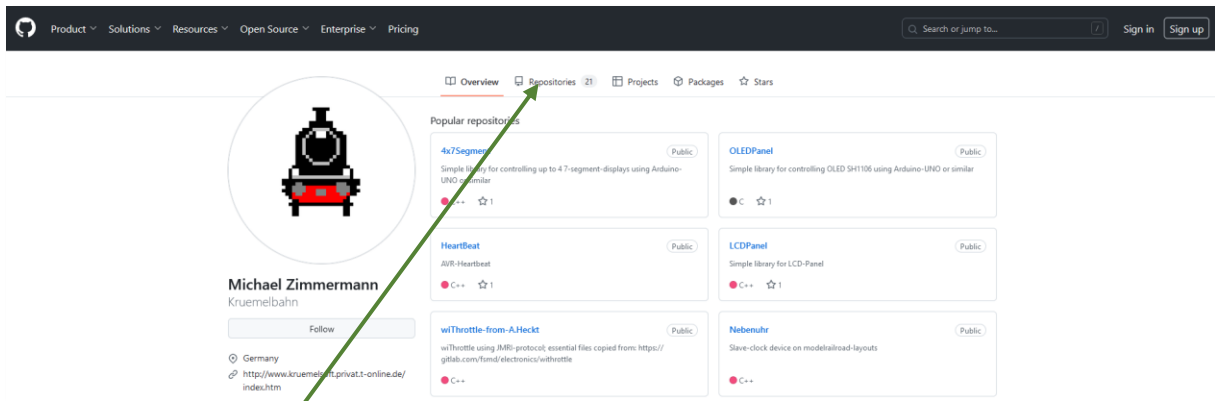 Product Solutions Resources Open Source Enterprise Pricing Search or jump to... / Sign in Sign up
Overview Repositories 21 Projects Packages Stars
Popular repositories
4x7Segment Public
Simple library for controlling up to 4 7-segment-displays using Arduino-
UNO or similar
C++ 1
OLEDPanel Public
Simple library for controlling OLED SH1106 using Arduino-UNO or similar
C 1
HeartBeat Public
AVR-Heartbeat
C++ 1
LCDPanel Public
Simple library for LCD-Panel
C++ 1
wiThrottle-from-A.Heckt Public
wiThrottle using JMRI-protocol; essential files copied from: https://
gitlab.com/fsmd/electronics/withrottle
C++
Nebenuhr Public
Slave-clock device on modelrailroad-layouts
C++
Michael Zimmermann
Kruemelbahn
Follow
Germany
http://www.kruemelsoft.privat.t-online.de/
index.htm